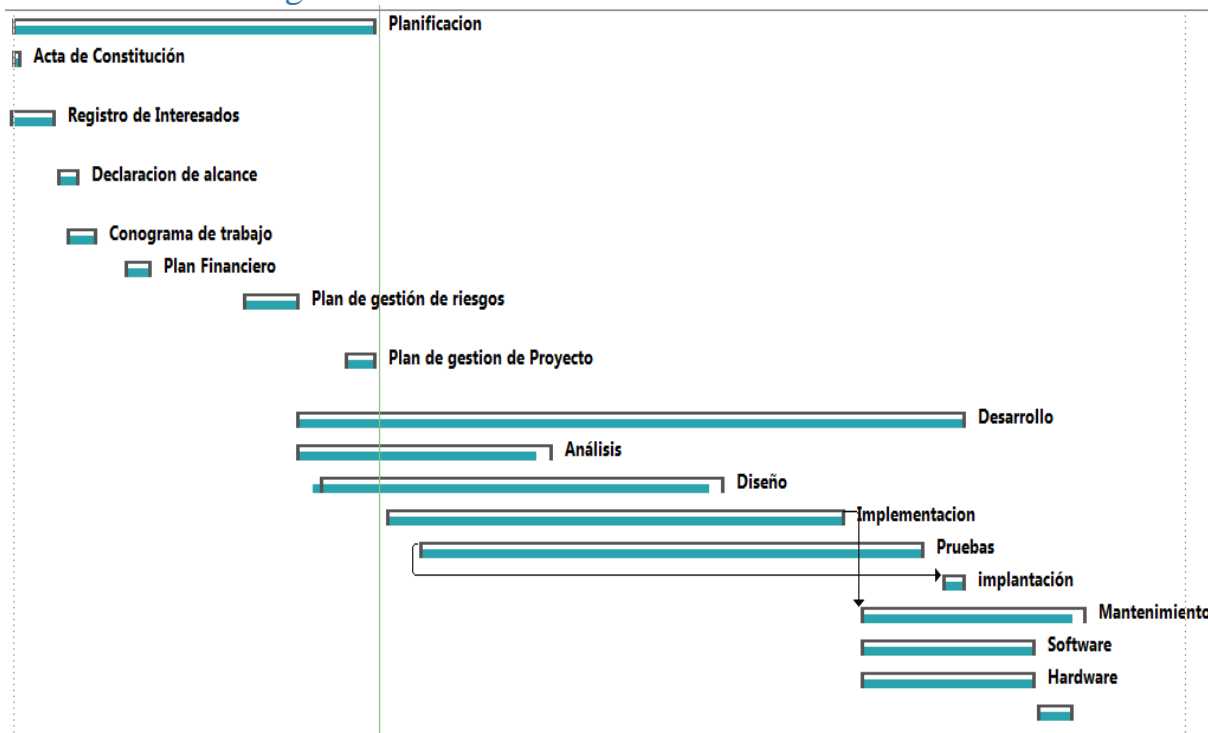 Planificacion
Acta de Constitución
Registro de Interesados
Declaracion de alcance
Conograma de trabajo
Plan Financiero
Plan de gestión de riesgos
Plan de gestion de Proyecto
Desarrollo
Análisis
Diseño
Implementacion
Pruebas
implantación
Mantenimiento
Software
Hardware